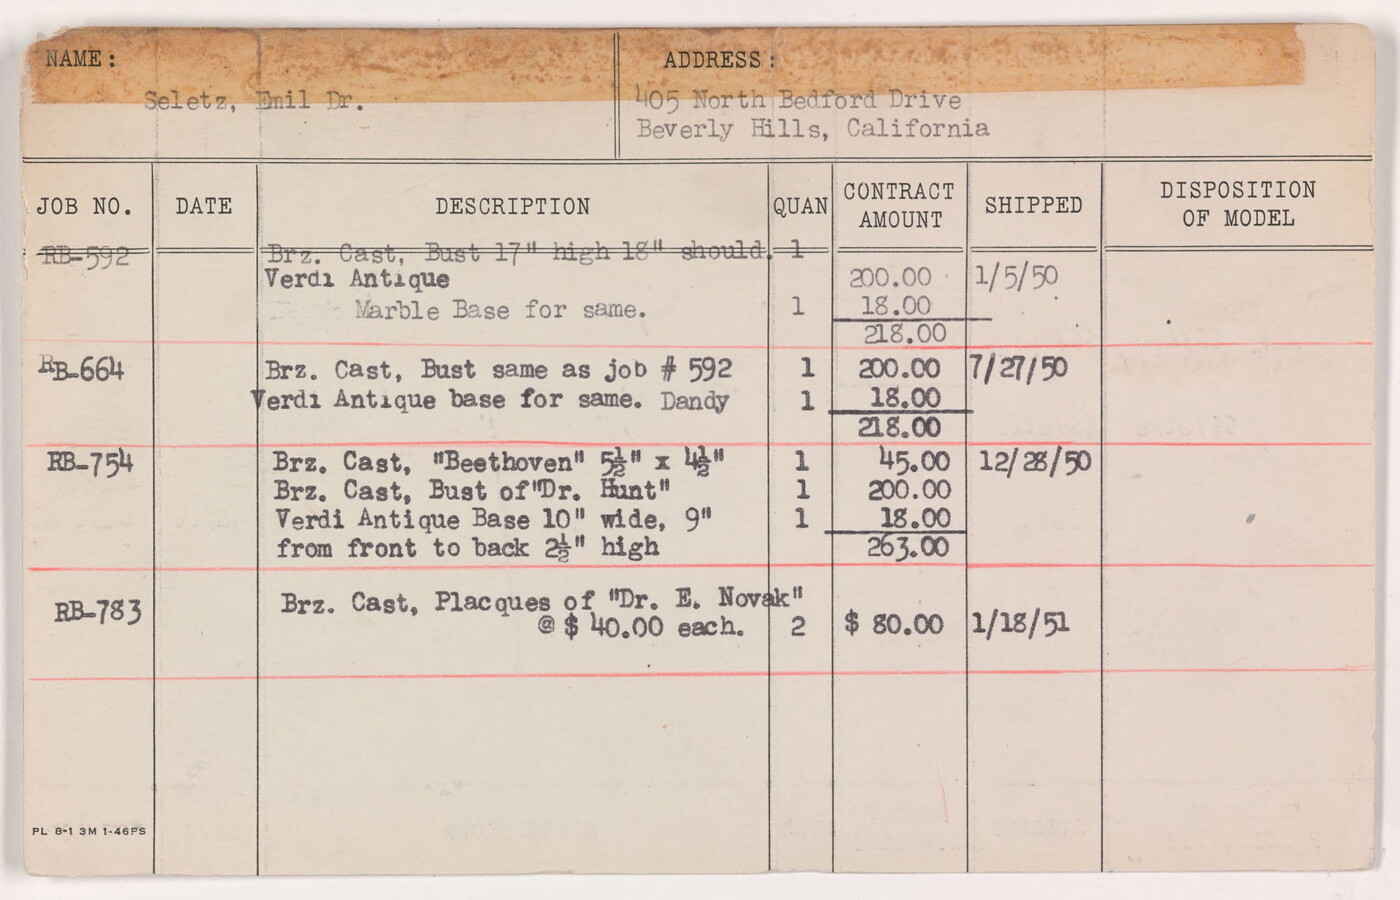 NAME:
Seletz, Emil Dr.
ADDRESS:
405 North Bedford Drive
Beverly Hills, California
JOB NO. DATE DESCRIPTION QUAN CONTRACT AMOUNT SHIPPED DISPOSITION OF MODEL
RB-592 Brz. Cast, Bust 17" high 18" should. 1
Verdi Antique 200.00 1/5/50
Marble Base for same. 1 18.00
218.00
RB-664 Brz. Cast, Bust same as job # 592 1 200.00 7/27/50
Verdi Antique base for same. Dandy 1 18.00
218.00
RB-754 Brz. Cast, "Beethoven" 5½" x 4½" 1 45.00 12/28/50
Brz. Cast, Bust of"Dr. Hunt" 1 200.00
Verdi Antique Base 10" wide, 9" 1 18.00
from front to back 2½" high 263.00
RB-783 Brz. Cast, Placques of "Dr. E. Novak"
@ $ 40.00 each. 2 $ 80.00 1/18/51
PL 8-1 3M 1-46PS